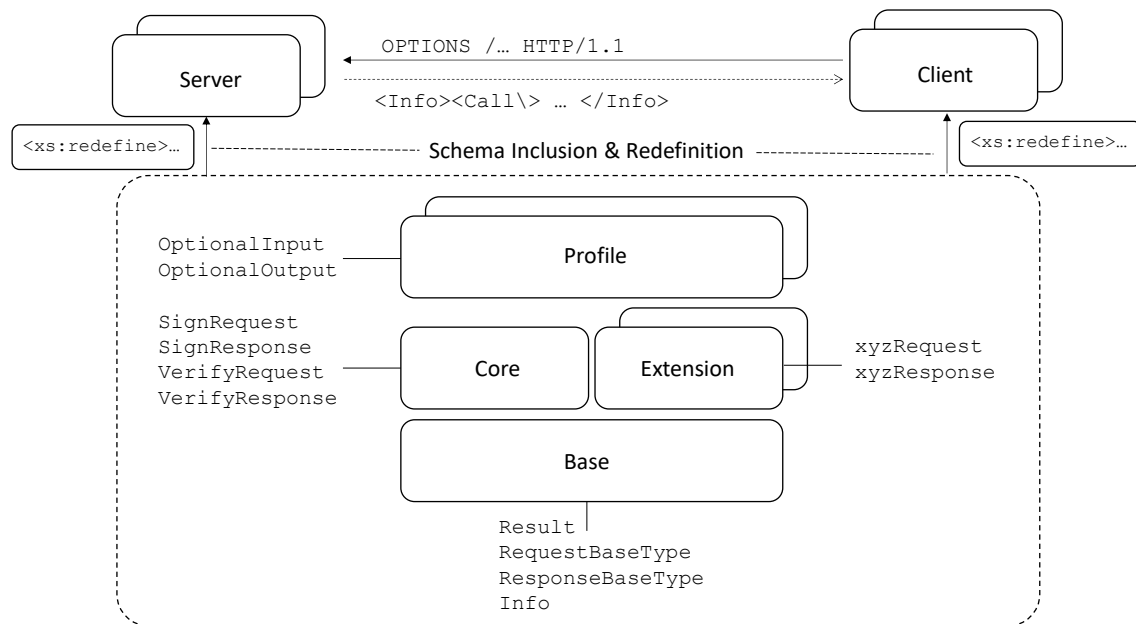 OPTIONS /… HTTP/1.1
Server
Client
<Info><Call\> … </Info>
<xs:redefine>…
Schema Inclusion & Redefinition
<xs:redefine>…
OptionalInput
OptionalOutput
Profile
SignRequest
SignResponse
VerifyRequest
VerifyResponse
Core
Extension
xyzRequest
xyzResponse
Base
Result
RequestBaseType
ResponseBaseType
Info